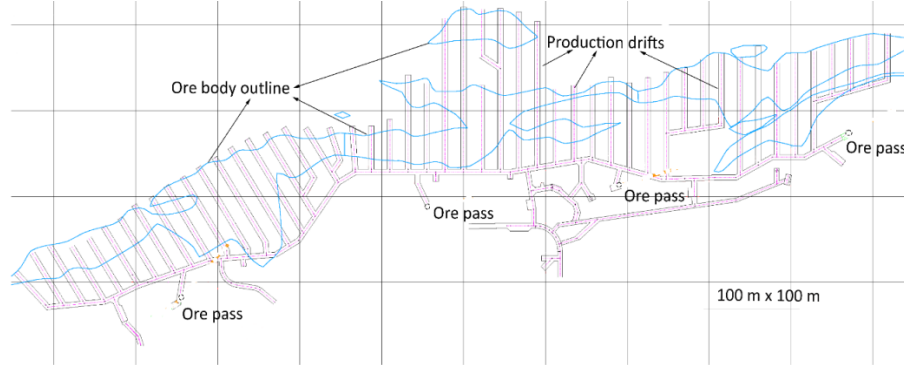 Production drifts
Ore body outline
Ore pass
Ore pass
Ore pass
100 m x 100 m
Ore pass